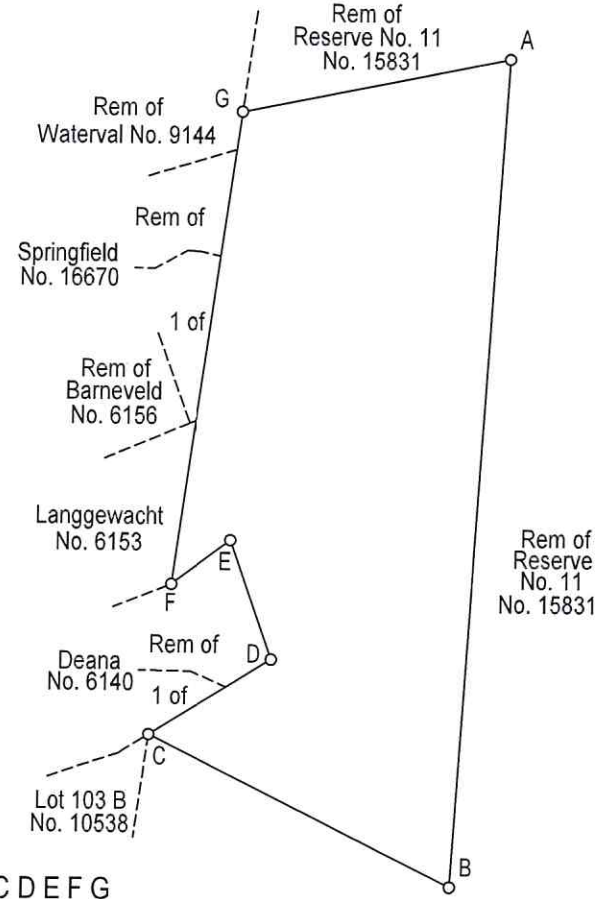 Rem of
Reserve No. 11
No. 15831
A
G
Rem of
Waterval No. 9144
Rem of
Springfield
No. 16670
1 of
Rem of
Barneveld
No. 6156
Langgewacht
No. 6153
E
F
Rem of
Reserve
No. 11
No. 15831
Rem of
D
Deana
No. 6140
1 of
C
Lot 103 B
No. 10538
B
C D E F G